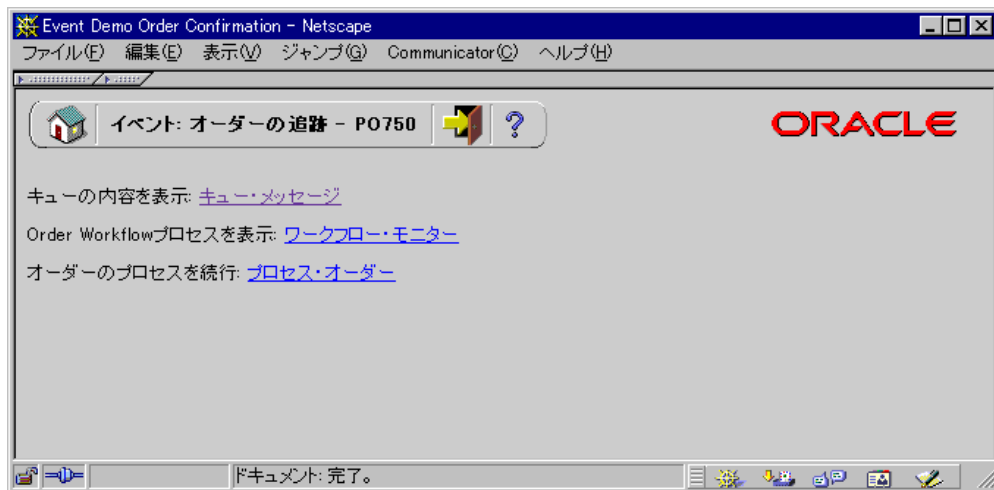 Event Demo Order Confirmation - Netscape
ファイル(F) 編集(E) 表示(V) ジャンプ(G) Communicator(C) ヘルプ(H)
イベント: オーダーの追跡 - PO750 ?
ORACLE
キューの内容を表示: キュー・メッセージ
Order Workflowプロセスを表示: ワークフロー・モニター
オーダーのプロセスを続行: プロセス・オーダー
ドキュメント: 完了。